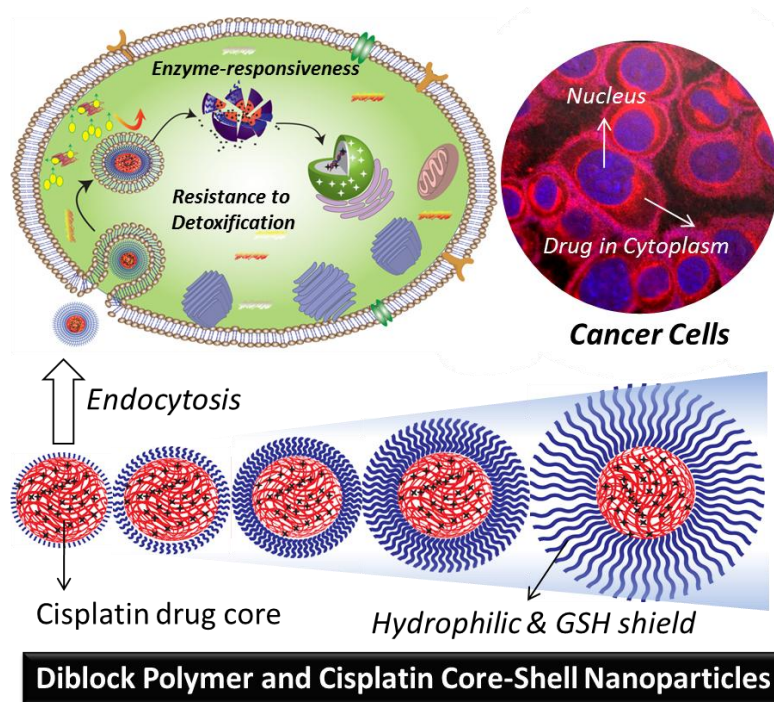 Enzyme-responsiveness
Resistance to
Detoxification
Nucleus
Drug in Cytoplasm
Cancer Cells
Endocytosis
Cisplatin drug core
Hydrophilic & GSH shield
Diblock Polymer and Cisplatin Core-Shell Nanoparticles